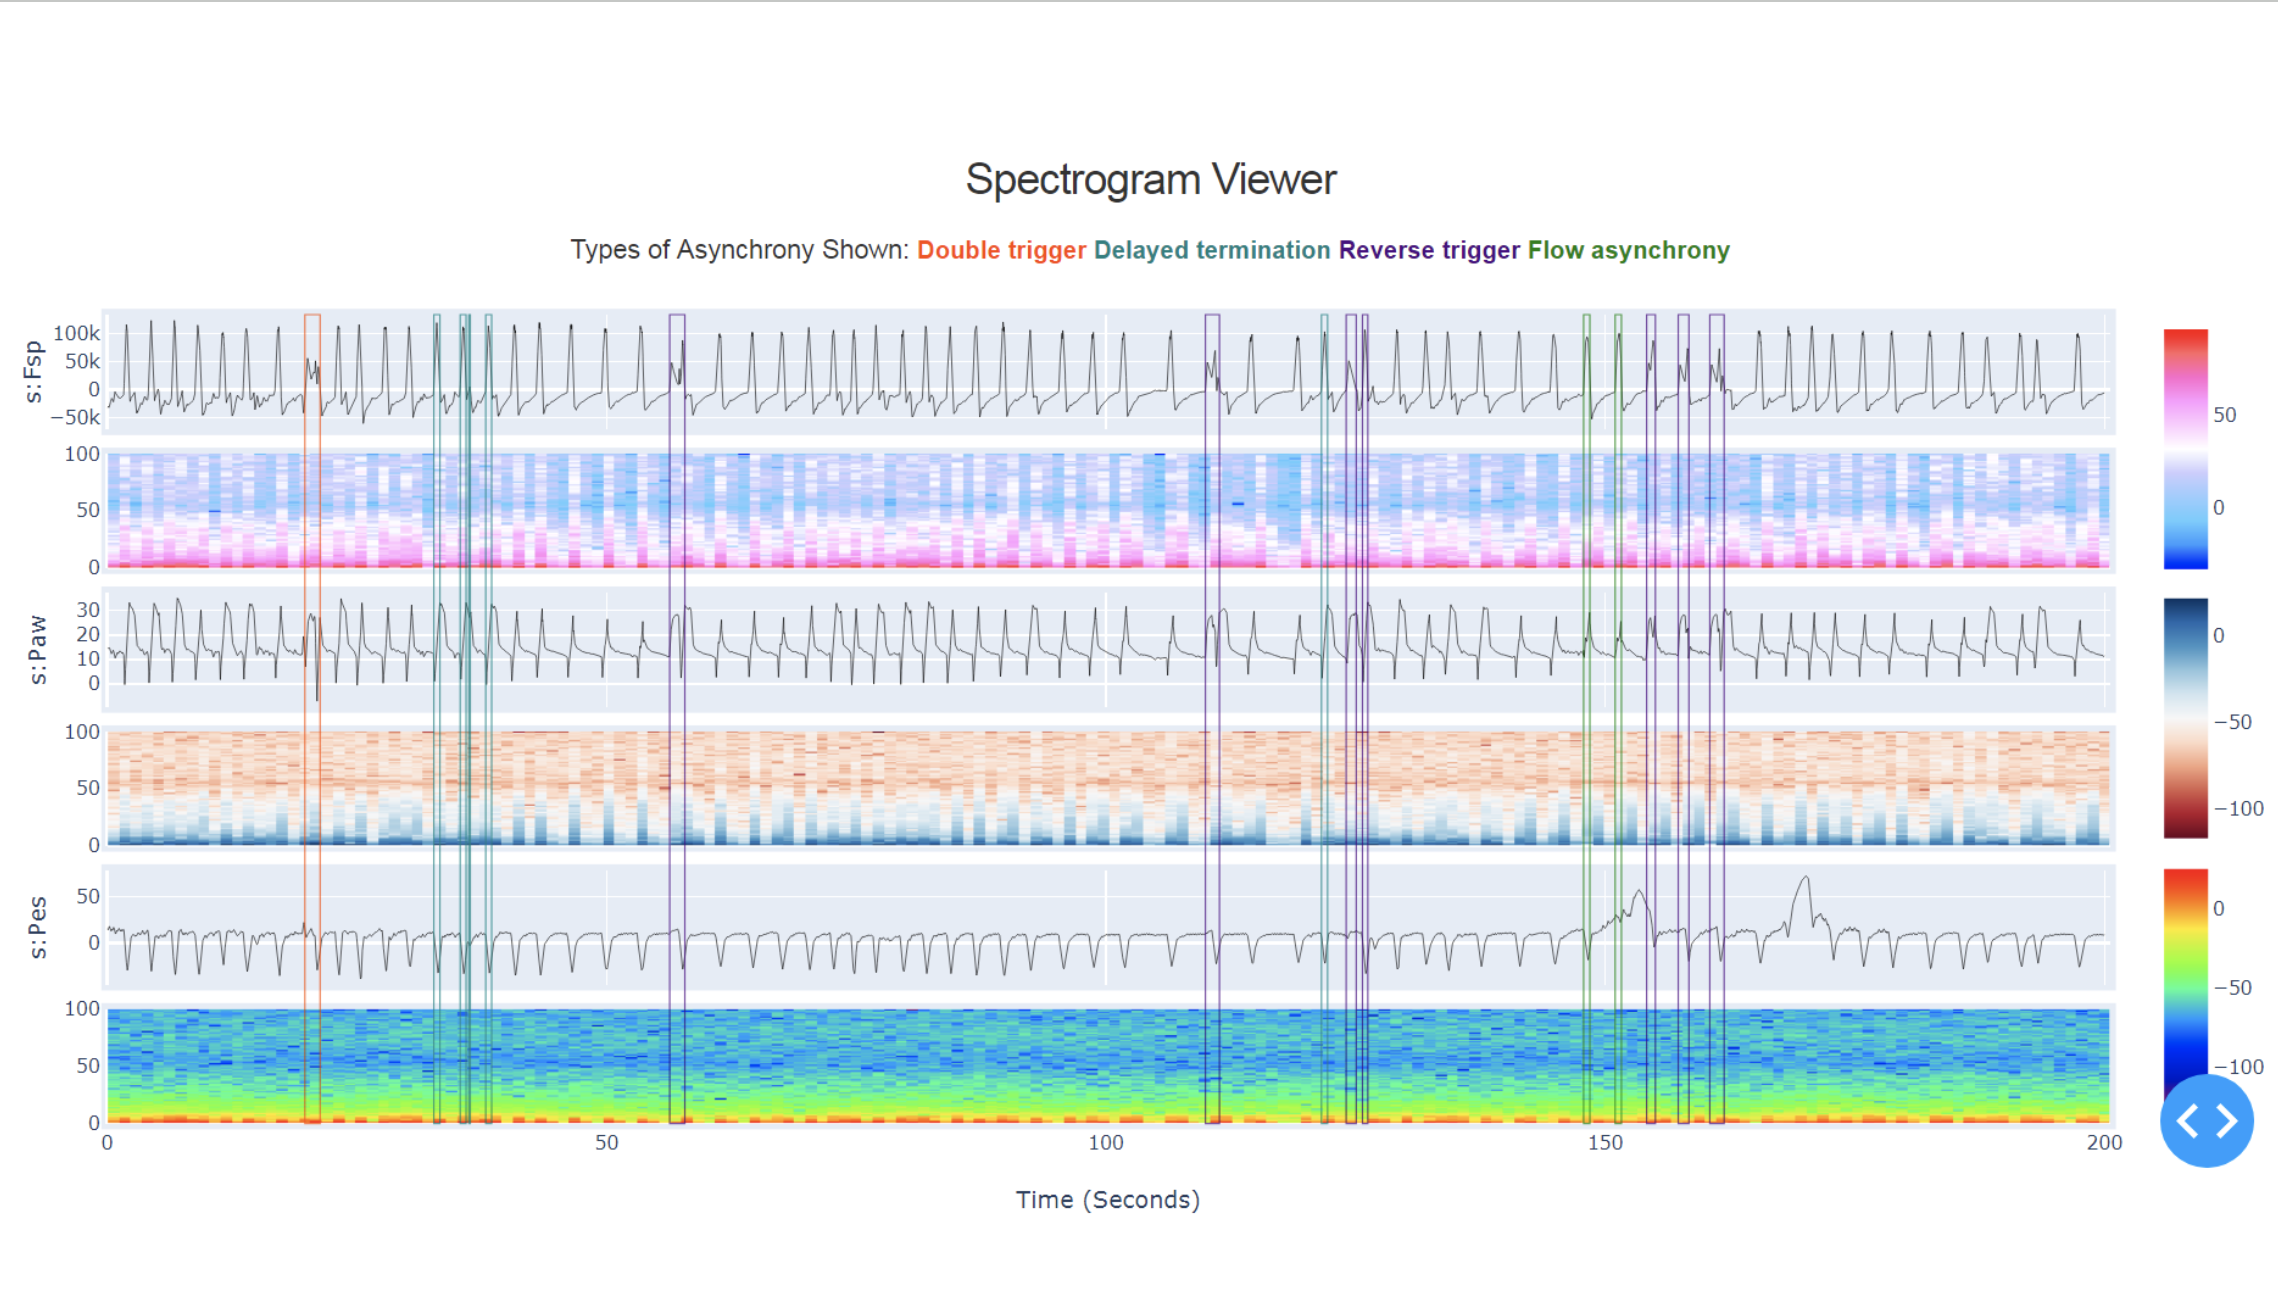 Spectrogram Viewer
Types of Asynchrony Shown: Double trigger Delayed termination Reverse trigger Flow asynchrony
s:Fsp
100k
50k
0
−50k
100
50
0
s:Paw
30
20
10
0
100
50
0
s:Pes
50
0
100
50
0
0 50 100 150 200
Time (Seconds)
50
0
0
−50
−100
0
−50
−100